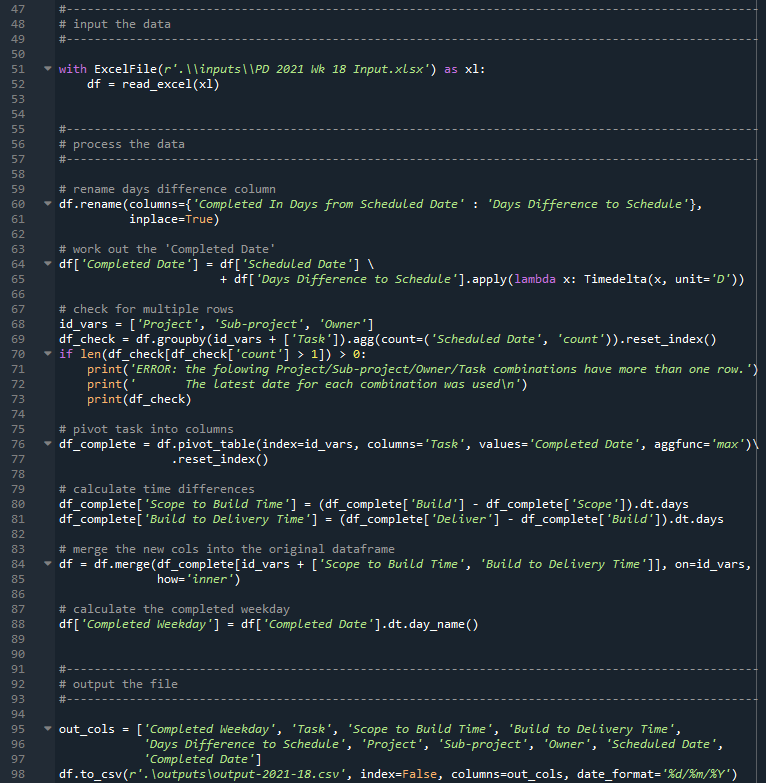 47 #---------------------------------------------------------------------------------------------------
48 # input the data
49 #---------------------------------------------------------------------------------------------------
50
51 with ExcelFile(r'.\\inputs\\PD 2021 Wk 18 Input.xlsx') as xl:
52     df = read_excel(xl)
53
54
55 #---------------------------------------------------------------------------------------------------
56 # process the data
57 #---------------------------------------------------------------------------------------------------
58
59 # rename days difference column
60 df.rename(columns={'Completed In Days from Scheduled Date' : 'Days Difference to Schedule'},
61           inplace=True)
62
63 # work out the 'Completed Date'
64 df['Completed Date'] = df['Scheduled Date'] \
65                        + df['Days Difference to Schedule'].apply(lambda x: Timedelta(x, unit='D'))
66
67 # check for multiple rows
68 id_vars = ['Project', 'Sub-project', 'Owner']
69 df_check = df.groupby(id_vars + ['Task']).agg(count=('Scheduled Date', 'count')).reset_index()
70 if len(df_check[df_check['count'] > 1]) > 0:
71     print('ERROR: the folowing Project/Sub-project/Owner/Task combinations have more than one row.')
72     print('       The latest date for each combination was used\n')
73     print(df_check)
74
75 # pivot task into columns
76 df_complete = df.pivot_table(index=id_vars, columns='Task', values='Completed Date', aggfunc='max')\
77                 .reset_index()
78
79 # calculate time differences
80 df_complete['Scope to Build Time'] = (df_complete['Build'] - df_complete['Scope']).dt.days
81 df_complete['Build to Delivery Time'] = (df_complete['Deliver'] - df_complete['Build']).dt.days
82
83 # merge the new cols into the original dataframe
84 df = df.merge(df_complete[id_vars + ['Scope to Build Time', 'Build to Delivery Time']], on=id_vars,
85               how='inner')
86
87 # calculate the completed weekday
88 df['Completed Weekday'] = df['Completed Date'].dt.day_name()
89
90
91 #---------------------------------------------------------------------------------------------------
92 # output the file
93 #---------------------------------------------------------------------------------------------------
94
95 out_cols = ['Completed Weekday', 'Task', 'Scope to Build Time', 'Build to Delivery Time',
96             'Days Difference to Schedule', 'Project', 'Sub-project', 'Owner', 'Scheduled Date',
97             'Completed Date']
98 df.to_csv(r'.\outputs\output-2021-18.csv', index=False, columns=out_cols, date_format='%d/%m/%Y')